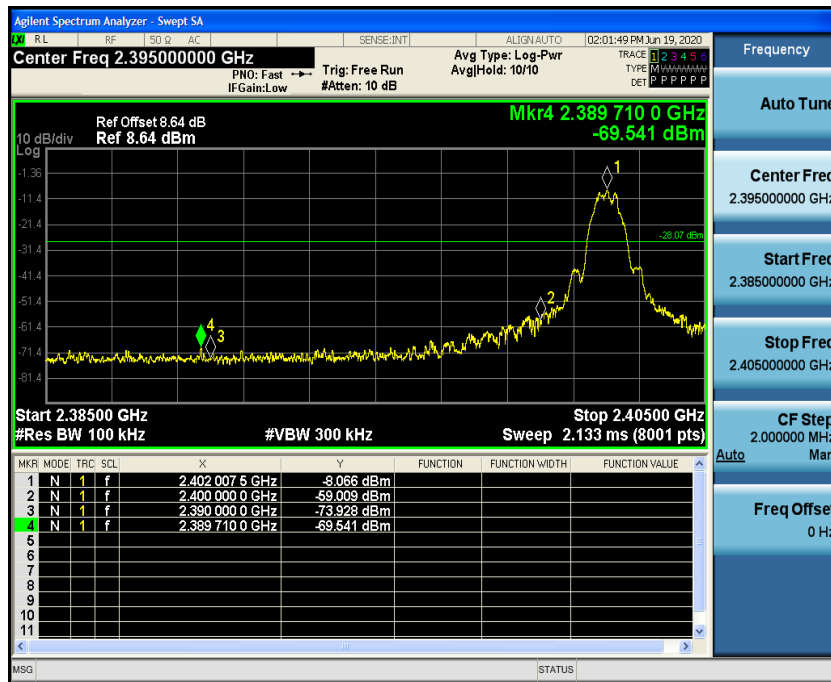 Agilent Spectrum Analyzer - Swept SA
LXI RL RF 50 Ω AC SENSE:INT ALIGN AUTO 02:01:49 PM Jun 19, 2020
Center Freq 2.395000000 GHz
PNO: Fast
IFGain:Low
Trig: Free Run
#Atten: 10 dB
Avg Type: Log-Pwr
Avg|Hold: 10/10
TRACE 1 2 3 4 5 6
TYPE M WWWWW
DET P P P P P P
Mkr4 2.389 710 0 GHz
-69.541 dBm
Ref Offset 8.64 dB
10 dB/div Ref 8.64 dBm
Log
-1.36
-11.4
-21.4
-31.4
-41.4
-51.4
-61.4
-71.4
-81.4
-28.07 dBm
1
2
3
4
Start 2.38500 GHz Stop 2.40500 GHz
#Res BW 100 kHz #VBW 300 kHz Sweep 2.133 ms (8001 pts)
MKR MODE TRC SCL X Y FUNCTION FUNCTION WIDTH FUNCTION VALUE
1 N 1 f 2.402 007 5 GHz -8.066 dBm
2 N 1 f 2.400 000 0 GHz -59.009 dBm
3 N 1 f 2.390 000 0 GHz -73.928 dBm
4 N 1 f 2.389 710 0 GHz -69.541 dBm
5
6
7
8
9
10
11
MSG STATUS
Frequency
Auto Tune
Center Freq
2.395000000 GHz
Start Freq
2.385000000 GHz
Stop Freq
2.405000000 GHz
CF Step
2.000000 MHz
Auto Man
Freq Offset
0 Hz